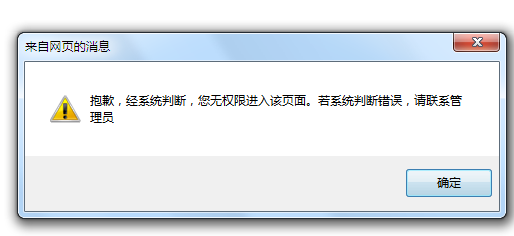 来自网页的消息
抱歉，经系统判断，您无权限进入该页面。若系统判断错误，请联系管
理员
确定